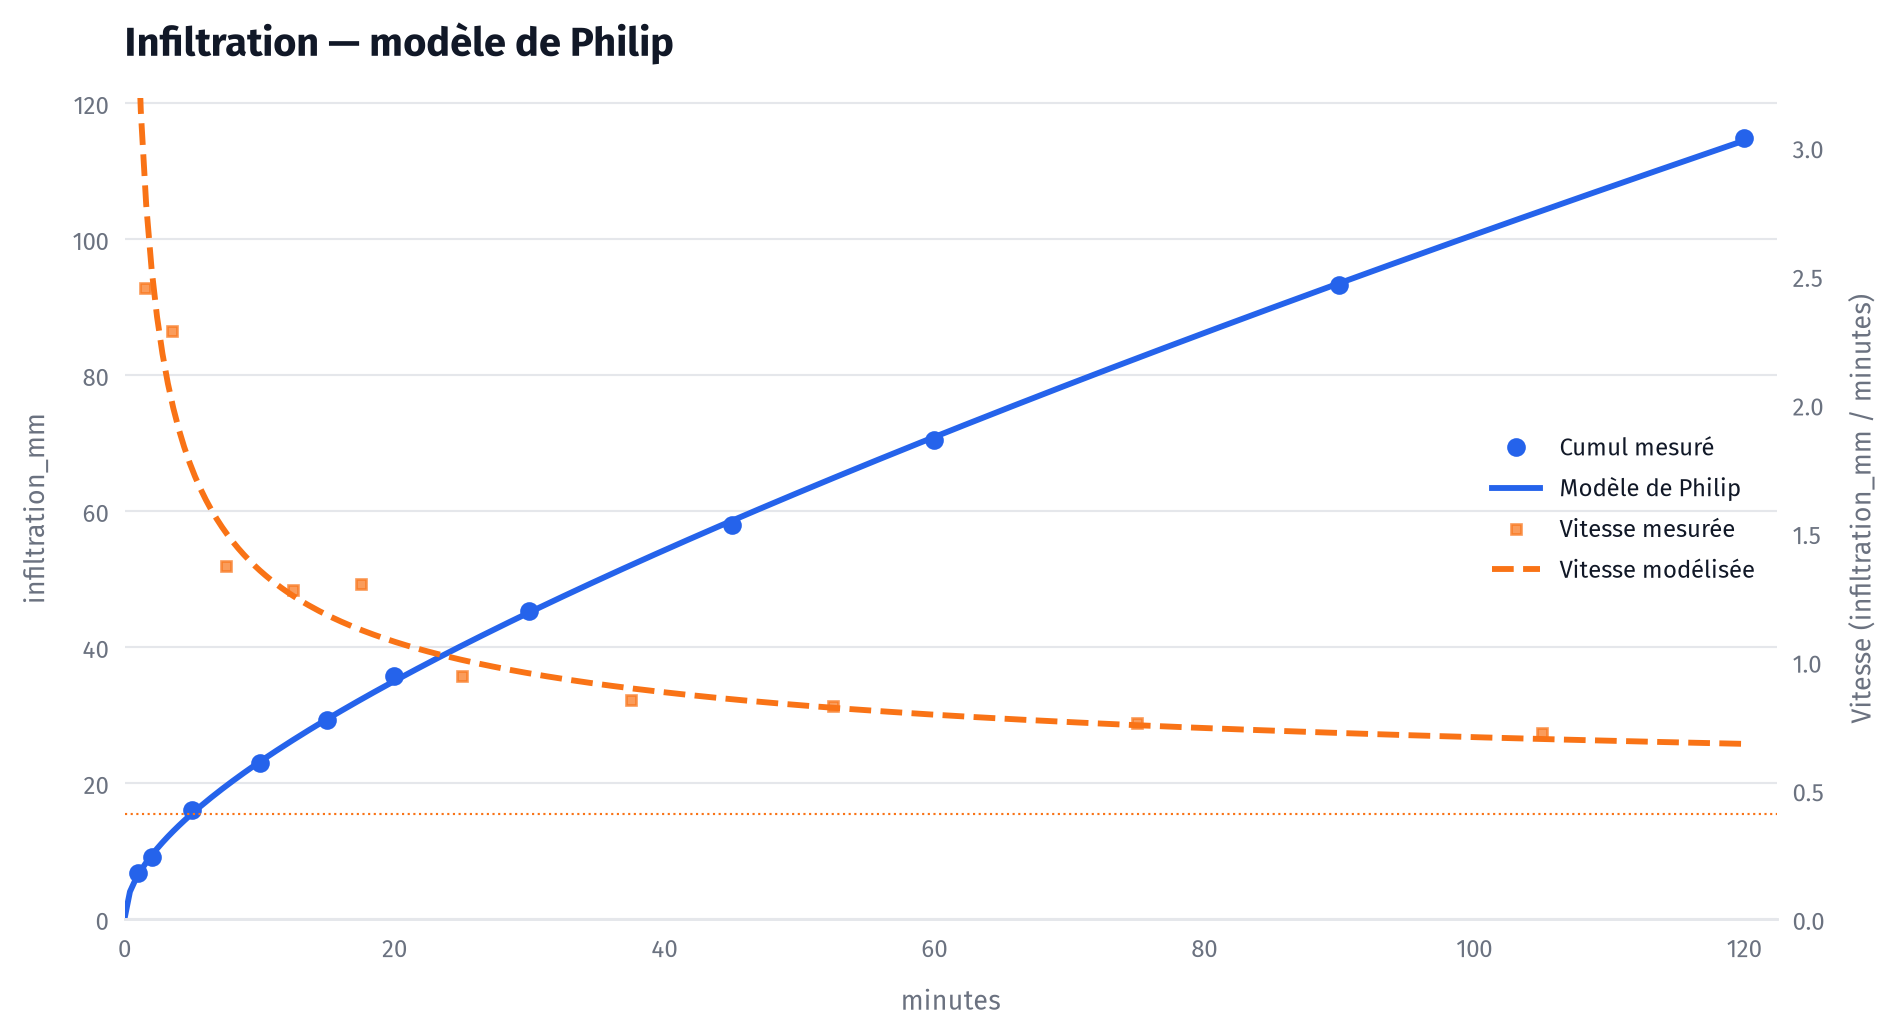 Infiltration — modèle de Philip
120
100
80
60
40
20
0
infiltration_mm
3.0
2.5
2.0
1.5
1.0
0.5
0.0
Vitesse (infiltration_mm / minutes)
Cumul mesuré
Modèle de Philip
Vitesse mesurée
Vitesse modélisée
0 20 40 60 80 100 120
minutes